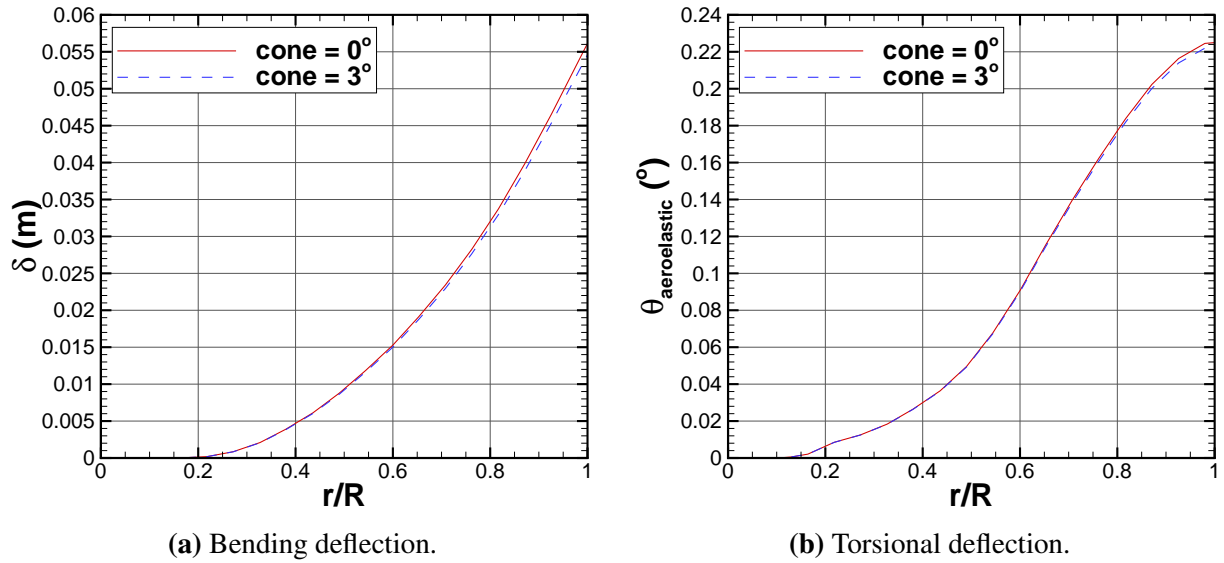 cone = 0°
cone = 3°
δ (m)
0.06
0.055
0.05
0.045
0.04
0.035
0.03
0.025
0.02
0.015
0.01
0.005
0
0 0.2 0.4 0.6 0.8 1
r/R
(a) Bending deflection.
cone = 0°
cone = 3°
θaeroelastic (°)
0.24
0.22
0.2
0.18
0.16
0.14
0.12
0.1
0.08
0.06
0.04
0.02
0
0 0.2 0.4 0.6 0.8 1
r/R
(b) Torsional deflection.